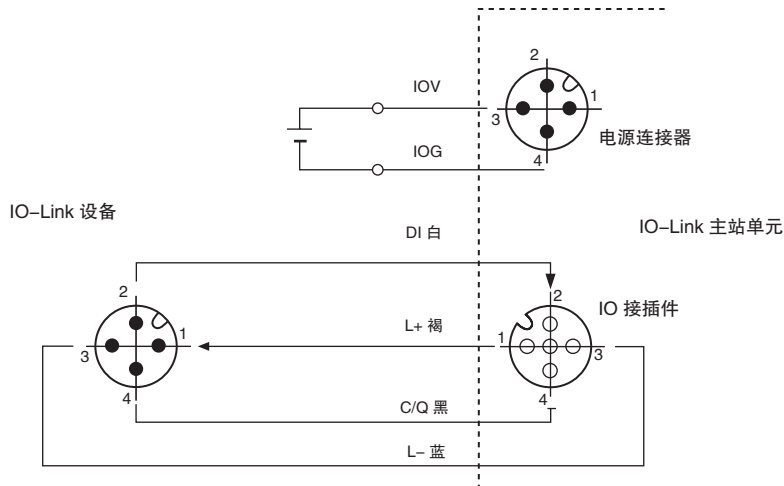 2
IOV
1
3
电源连接器
IOG
4
IO–Link 设备
IO–Link 主站单元
DI 白
2
2
IO 接插件
L+ 褐
1
1
3
3
4
4
C/Q 黑
L– 蓝